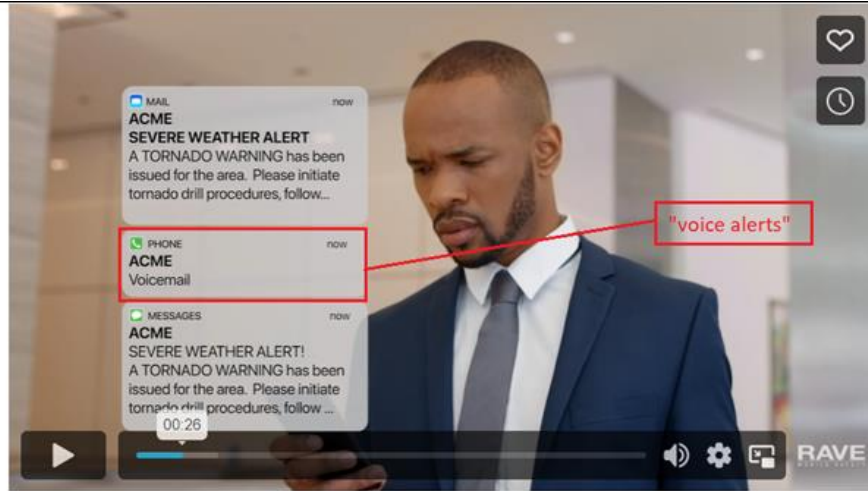 MAIL now
ACME
SEVERE WEATHER ALERT
A TORNADO WARNING has been
issued for the area. Please initiate
tornado drill procedures, follow...
PHONE now
ACME
Voicemail
"voice alerts"
MESSAGES now
ACME
SEVERE WEATHER ALERT!
A TORNADO WARNING has been
issued for the area. Please initiate
tornado drill procedures, follow ...
00:26
RAVE